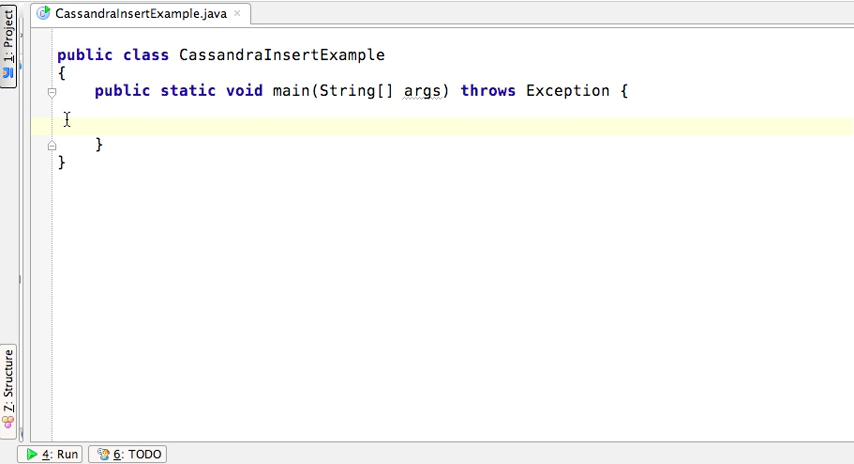 CassandraInsertExample.java
1: Project
public class CassandraInsertExample
{
public static void main(String[] args) throws Exception {
}
}
Z: Structure
4: Run
6: TODO